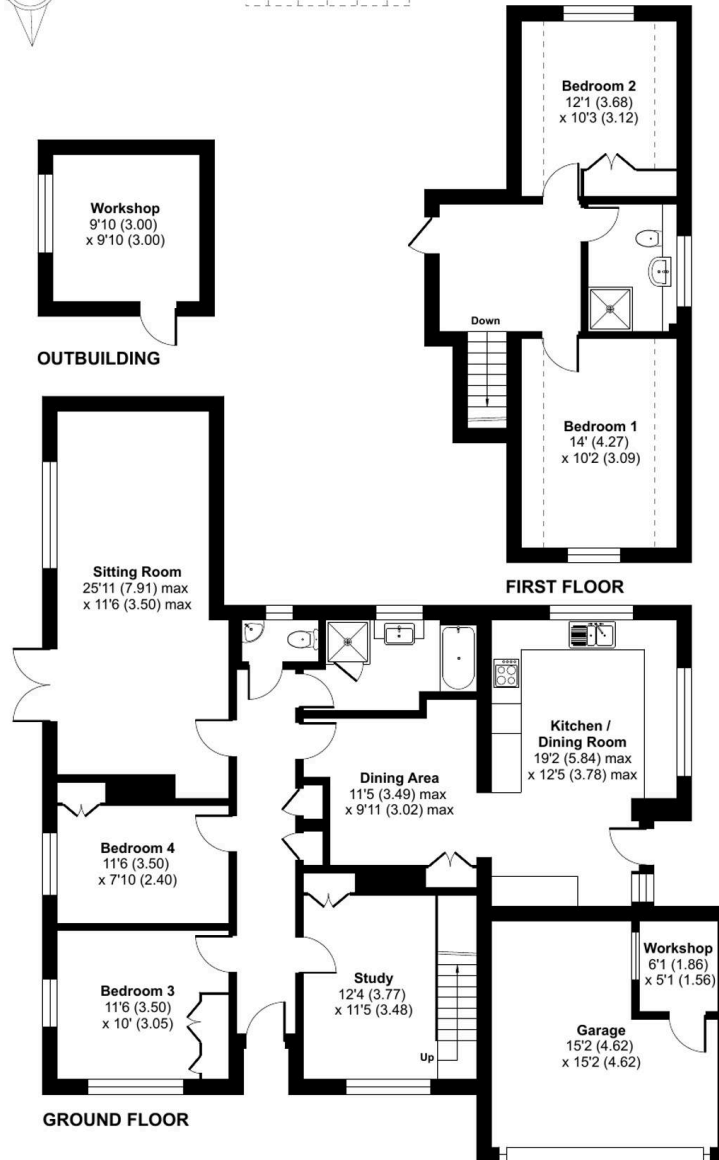 Bedroom 2
12'1 (3.68)
x 10'3 (3.12)
Workshop
9'10 (3.00)
x 9'10 (3.00)
OUTBUILDING
Down
Bedroom 1
14' (4.27)
x 10'2 (3.09)
FIRST FLOOR
Sitting Room
25'11 (7.91) max
x 11'6 (3.50) max
Kitchen /
Dining Room
19'2 (5.84) max
x 12'5 (3.78) max
Dining Area
11'5 (3.49) max
x 9'11 (3.02) max
Bedroom 4
11'6 (3.50)
x 7'10 (2.40)
Bedroom 3
11'6 (3.50)
x 10' (3.05)
Study
12'4 (3.77)
x 11'5 (3.48)
Up
Workshop
6'1 (1.86)
x 5'1 (1.56)
Garage
15'2 (4.62)
x 15'2 (4.62)
GROUND FLOOR